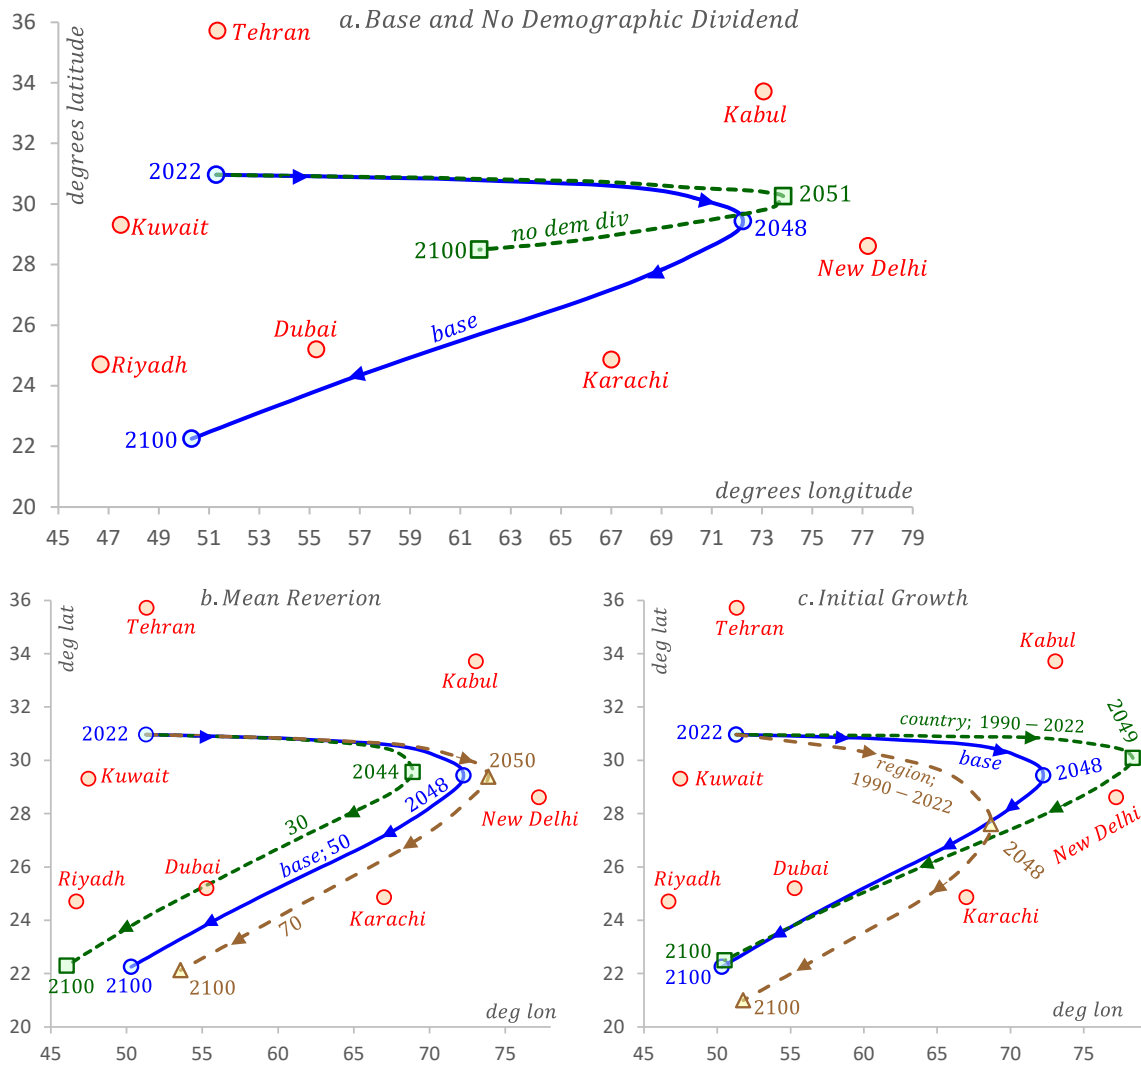 a. Base and No Demographic Dividend
degrees latitude
36
34
32
30
28
26
24
22
20
Tehran
Kabul
2022
2051
Kuwait
no dem div
2048
2100
New Delhi
base
Dubai
Riyadh
Karachi
2100
degrees longitude
45 47 49 51 53 55 57 59 61 63 65 67 69 71 73 75 77 79
b. Mean Reverion
deg lat
36
34
32
30
28
26
24
22
20
Tehran
Kabul
2022
2050
Kuwait
2044
2048
New Delhi
30
base; 50
Dubai
Riyadh
Karachi
70
2100
2100
2100
deg lon
45 50 55 60 65 70 75
c. Initial Growth
deg lat
36
34
32
30
28
26
24
22
20
Tehran
Kabul
country; 1990 − 2022
2049
2022
base
2048
Kuwait
region;
1990 − 2022
New Delhi
2048
Dubai
Riyadh
Karachi
2100
2100
2100
deg lon
45 50 55 60 65 70 75